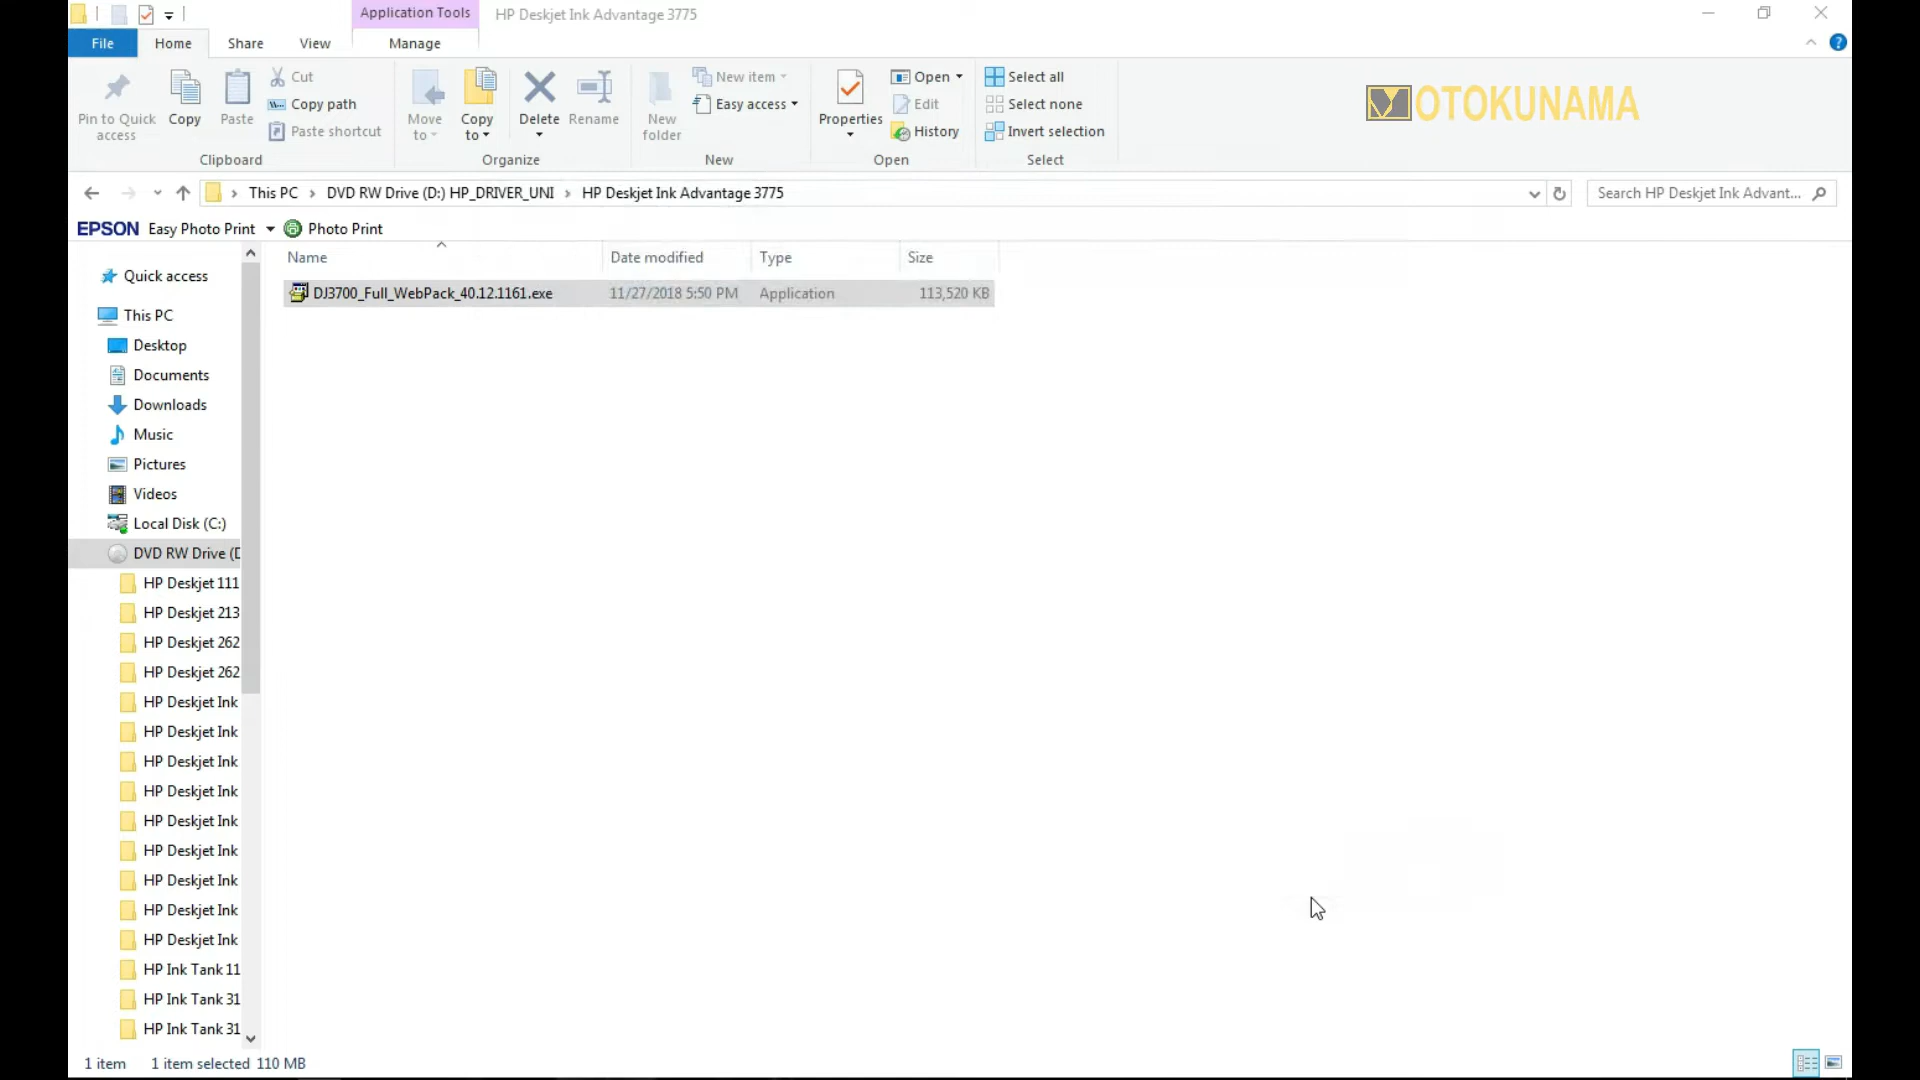 Application Tools
HP Deskjet Ink Advantage 3775
File
Home
Share
View
Manage
Pin to Quick
access
Copy
Paste
Cut
Copy path
Paste shortcut
Clipboard
Move
to
Copy
to
Delete
Rename
Organize
New
folder
New item
Easy access
New
Properties
Open
Edit
History
Open
Select all
Select none
Invert selection
Select
OTOKUNAMA
This PC
DVD RW Drive (D:) HP_DRIVER_UNI
HP Deskjet Ink Advantage 3775
Search HP Deskjet Ink Advant...
EPSON Easy Photo Print
Photo Print
Name
Date modified
Type
Size
DJ3700_Full_WebPack_40.12.1161.exe
11/27/2018 5:50 PM
Application
113,520 KB
Quick access
This PC
Desktop
Documents
Downloads
Music
Pictures
Videos
Local Disk (C:)
DVD RW Drive (D
HP Deskjet 111
HP Deskjet 213
HP Deskjet 262
HP Deskjet 262
HP Deskjet Ink
HP Deskjet Ink
HP Deskjet Ink
HP Deskjet Ink
HP Deskjet Ink
HP Deskjet Ink
HP Deskjet Ink
HP Deskjet Ink
HP Deskjet Ink
HP Ink Tank 11
HP Ink Tank 31
HP Ink Tank 31
1 item
1 item selected 110 MB